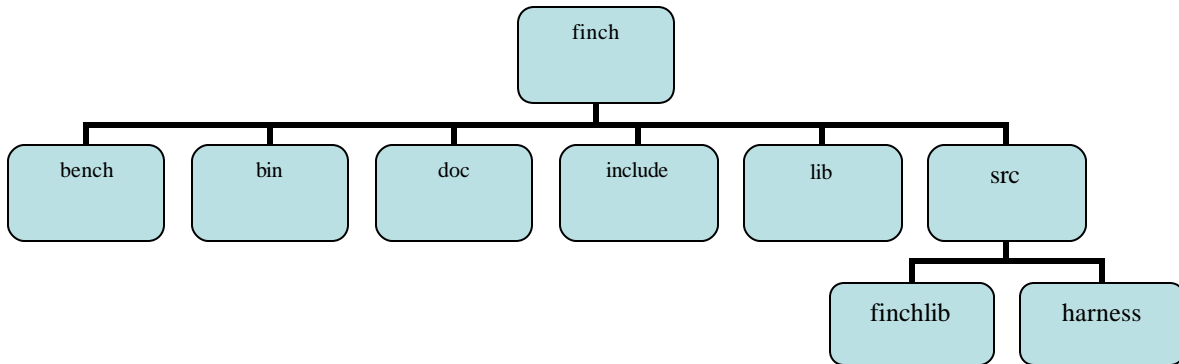 finch
bench
bin
doc
include
lib
src
finchlib
harness